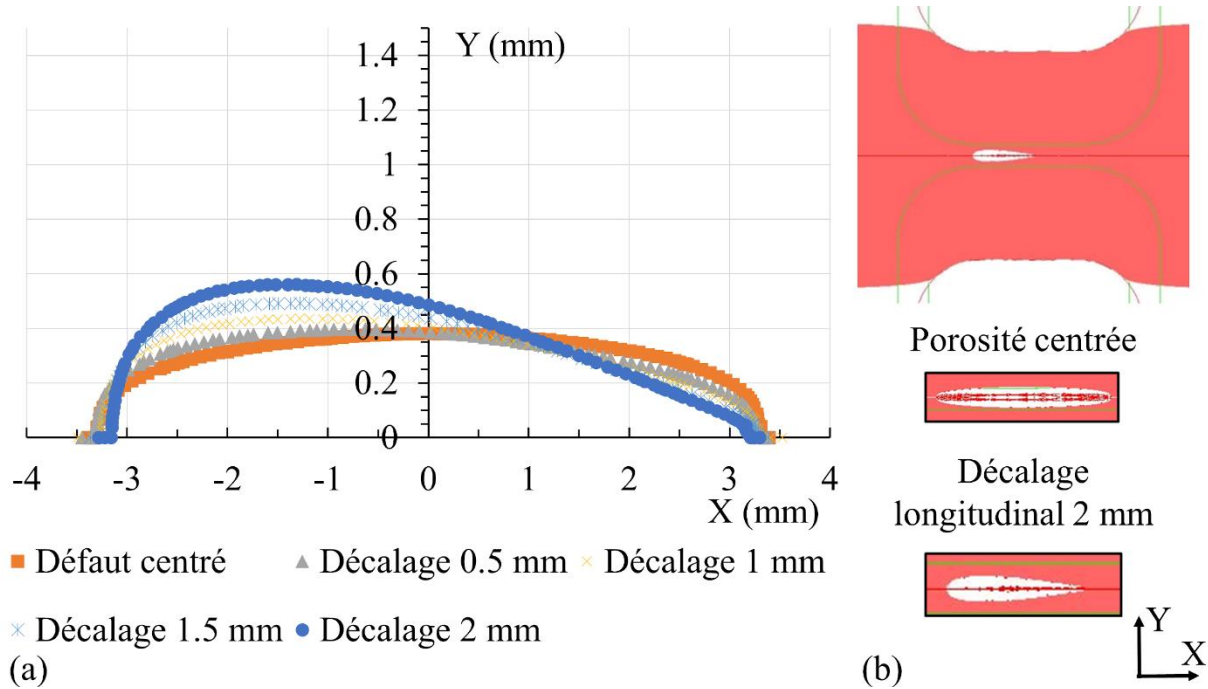 Y (mm)
1.4
1.2
1
0.8
0.6
0.4
0.2
0
-4 -3 -2 -1 0 1 2 3 4
X (mm)
Défaut centré Décalage 0.5 mm Décalage 1 mm
Décalage 1.5 mm Décalage 2 mm
(a)
Porosité centrée
Décalage
longitudinal 2 mm
Y
X
(b)